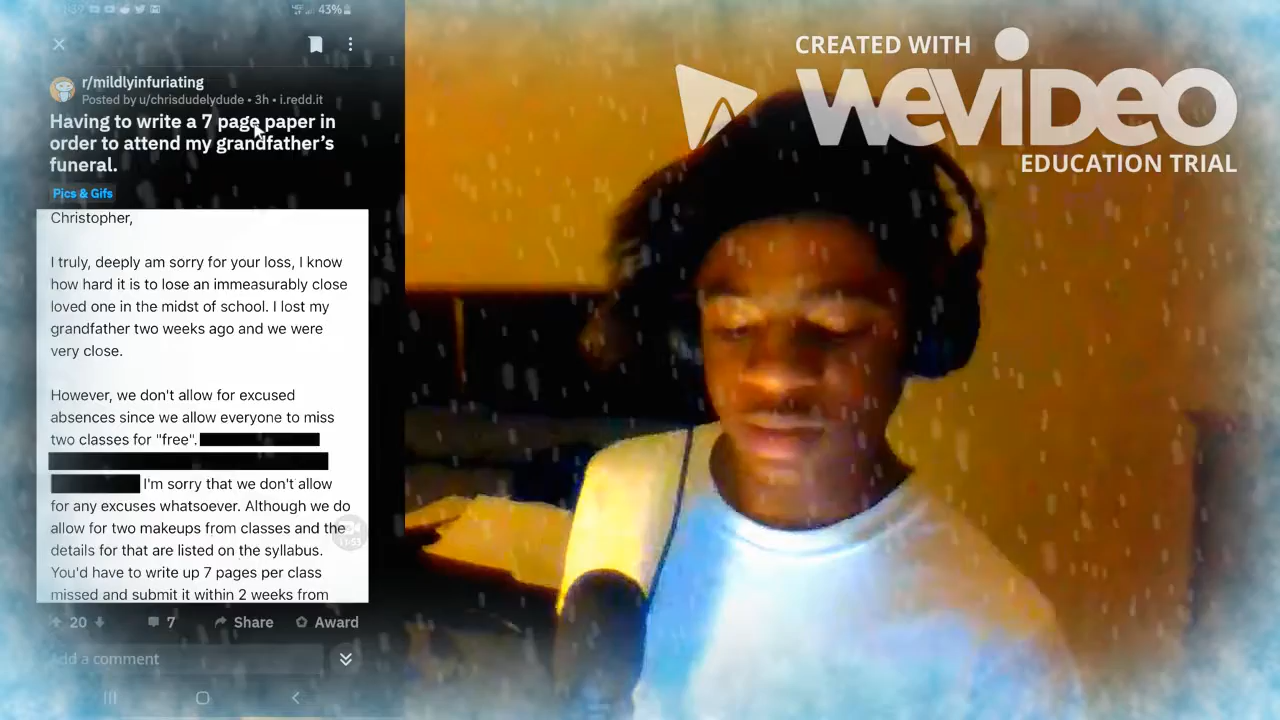 43%
r/mildlyinfuriating
Posted by u/chrisdudelydude • 3h • i.redd.it
Having to write a 7 page paper in
order to attend my grandfather's
funeral.
Pics & Gifs
Christopher,
I truly, deeply am sorry for your loss, I know
how hard it is to lose an immeasurably close
loved one in the midst of school. I lost my
grandfather two weeks ago and we were
very close.
However, we don't allow for excused
absences since we allow everyone to miss
two classes for "free".
I'm sorry that we don't allow
for any excuses whatsoever. Although we do
allow for two makeups from classes and the
details for that are listed on the syllabus.
You'd have to write up 7 pages per class
missed and submit it within 2 weeks from
11:53
20
7
Share
Award
Add a comment
CREATED WITH
WEVIDEO
EDUCATION TRIAL